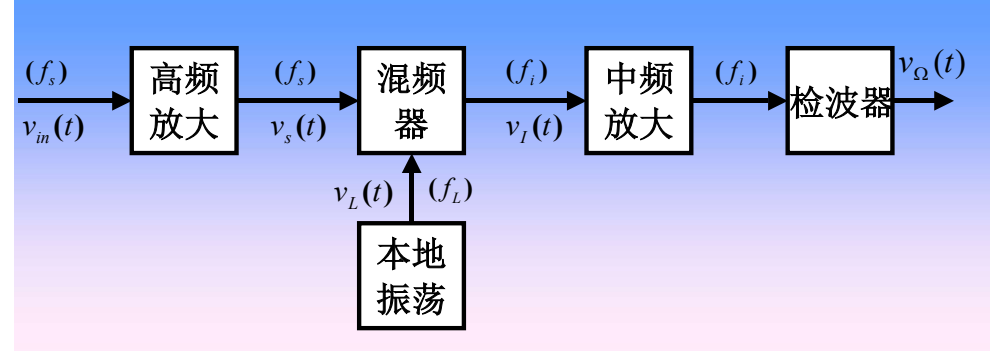 (f_s)
v_in(t)
高频
放大
(f_s)
v_s(t)
混频
器
(f_i)
v_I(t)
中频
放大
(f_i)
检波器
v_Ω(t)
v_L(t)
(f_L)
本地
振荡